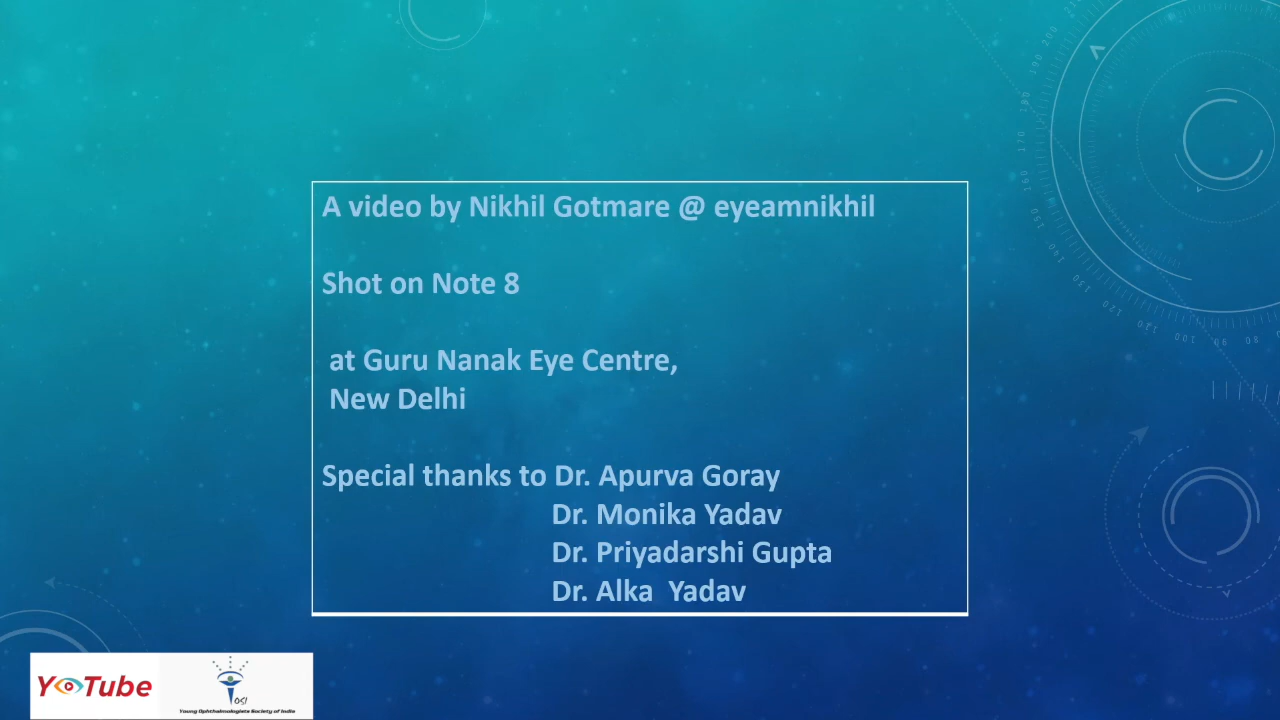 A video by Nikhil Gotmare @ eyeamnikhil
Shot on Note 8
at Guru Nanak Eye Centre,
New Delhi
Special thanks to Dr. Apurva Goray
Dr. Monika Yadav
Dr. Priyadarshi Gupta
Dr. Alka Yadav
YoTube
YOSI
Young Ophthalmologists Society of India